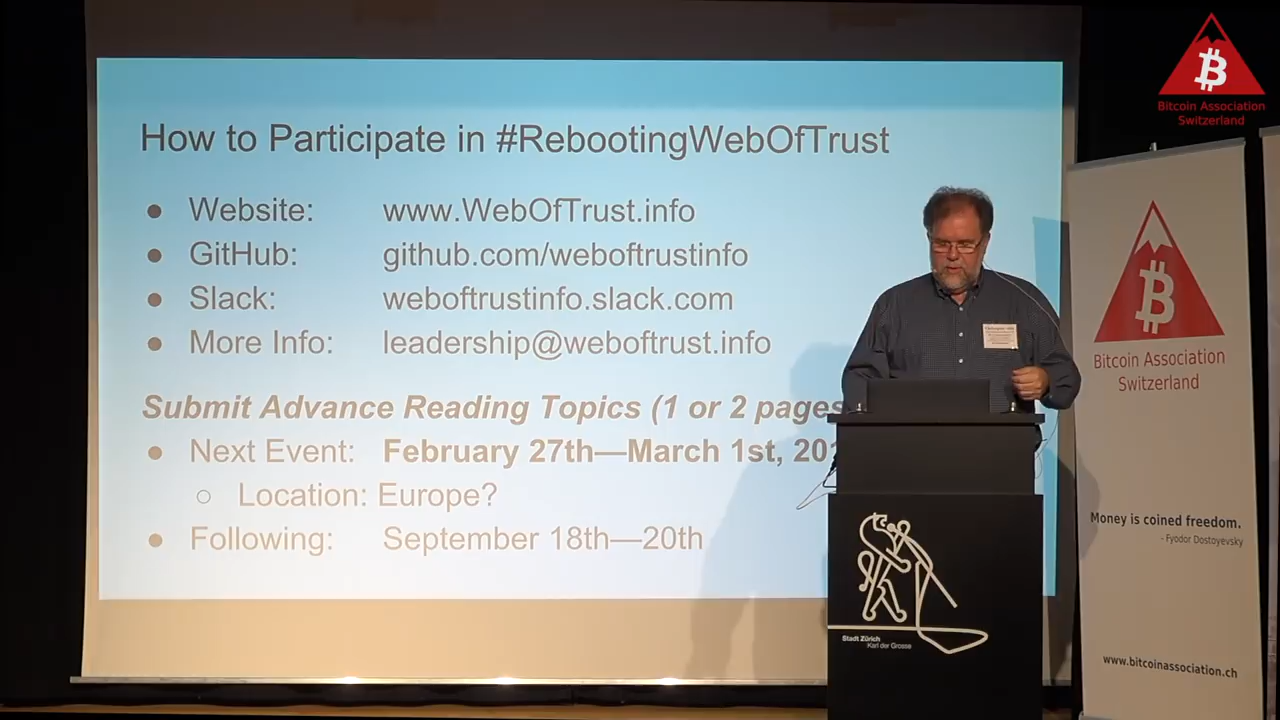 How to Participate in #RebootingWebOfTrust
● Website: www.WebOfTrust.info
● GitHub: github.com/weboftrustinfo
● Slack: weboftrustinfo.slack.com
● More Info: leadership@weboftrust.info
Submit Advance Reading Topics (1 or 2 pages
● Next Event: February 27th—March 1st,
○ Location: Europe?
● Following: September 18th—20th
Bitcoin Association
Switzerland
Bitcoin Association
Switzerland
Money is coined freedom.
- Fyodor Dostoyevsky
www.bitcoinassociation.ch
Stadt Zürich
Karl der Grosse